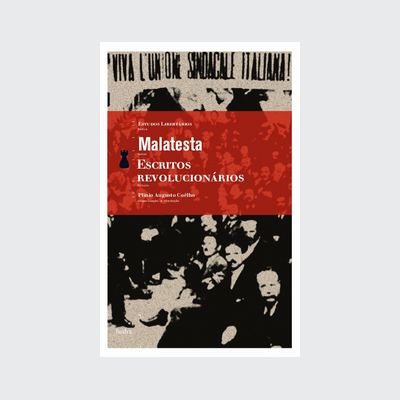 VIVA L'UNIONE SINDACALE ITALIANA!
Estudos Libertários
Malatesta
Escritos
revolucionários
Plínio Augusto Coêlho
Hedra